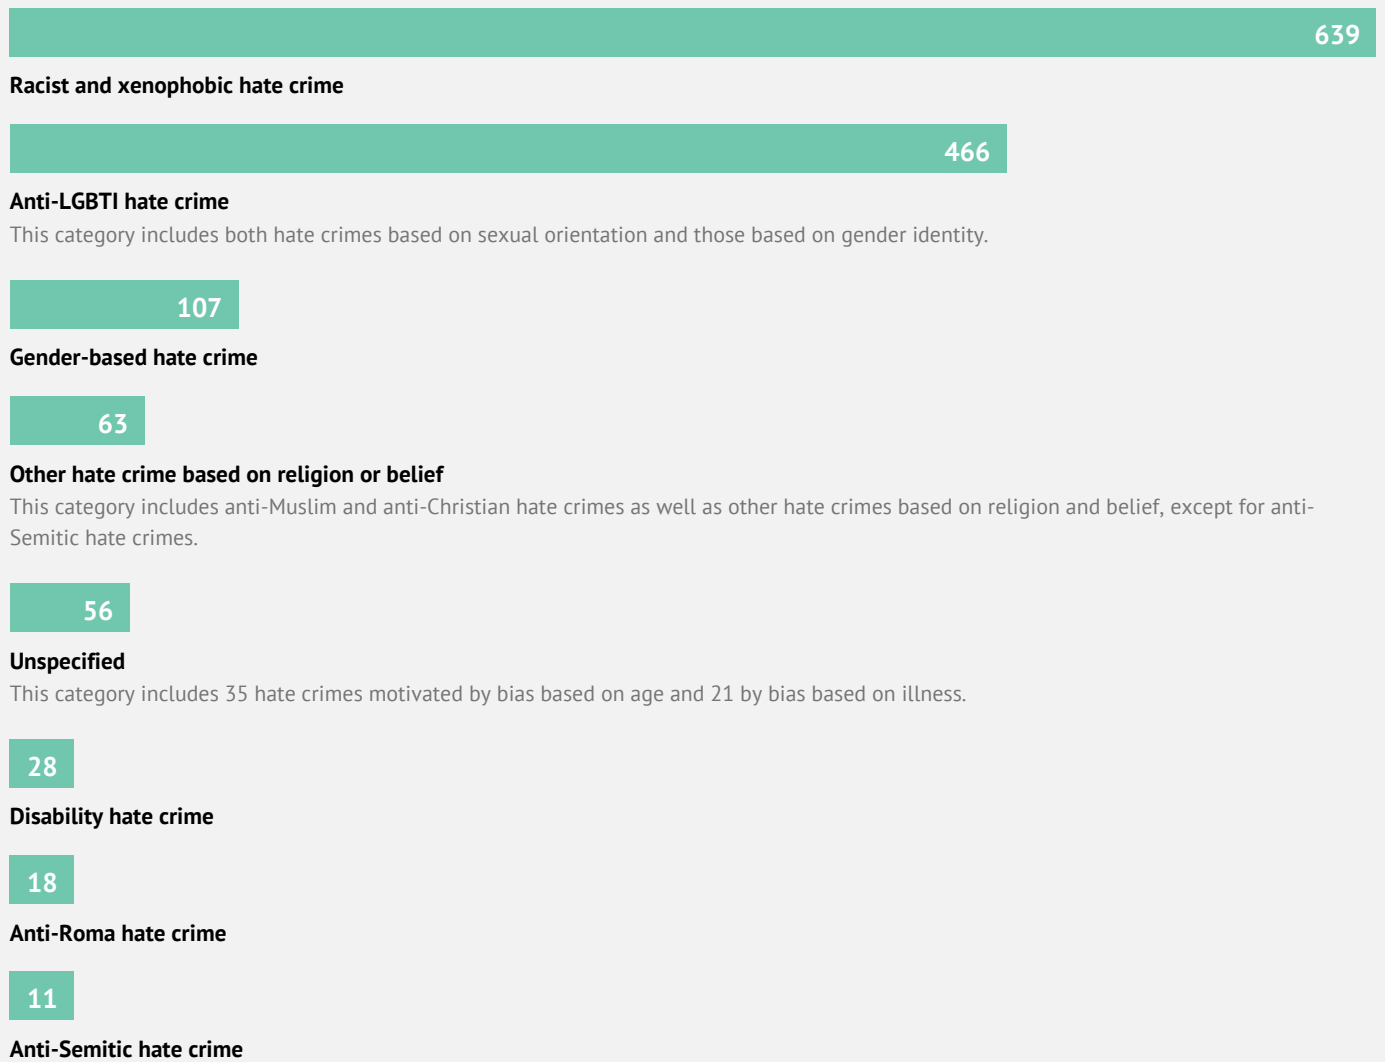 639
Racist and xenophobic hate crime
466
Anti-LGBTI hate crime
This category includes both hate crimes based on sexual orientation and those based on gender identity.
107
Gender-based hate crime
63
Other hate crime based on religion or belief
This category includes anti-Muslim and anti-Christian hate crimes as well as other hate crimes based on religion and belief, except for anti-
Semitic hate crimes.
56
Unspecified
This category includes 35 hate crimes motivated by bias based on age and 21 by bias based on illness.
28
Disability hate crime
18
Anti-Roma hate crime
11
Anti-Semitic hate crime